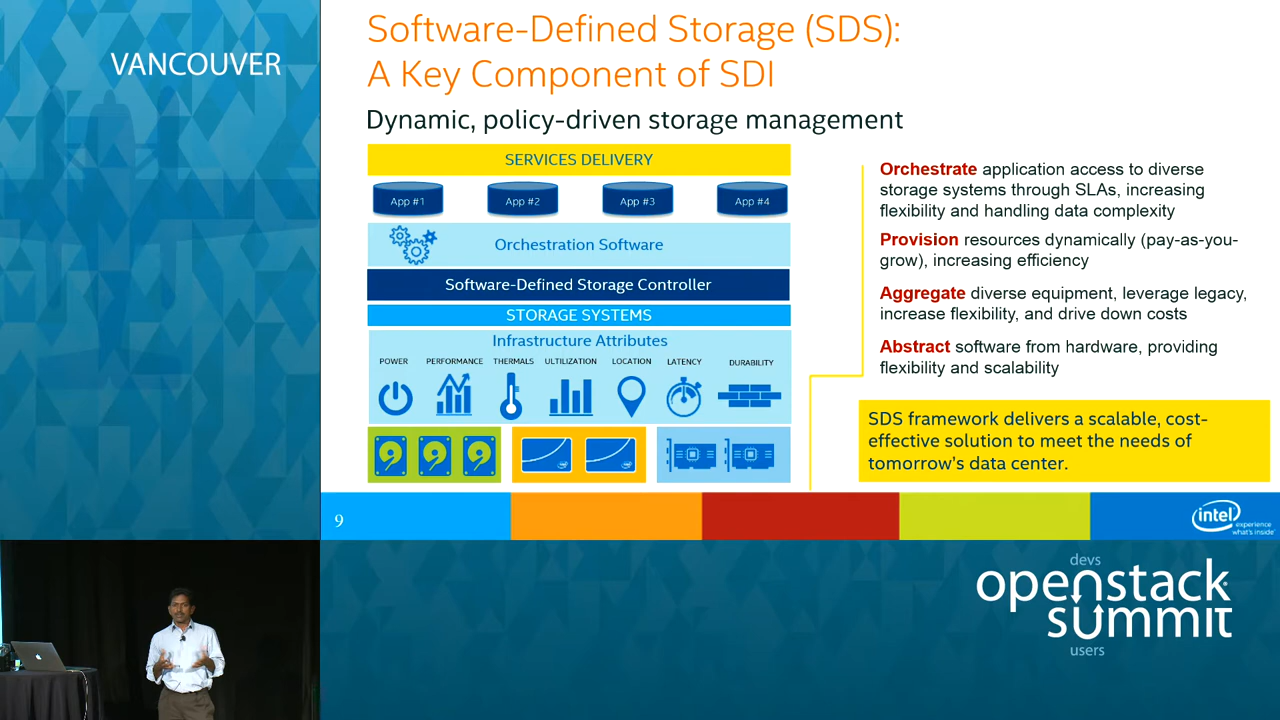 VANCOUVER
Software-Defined Storage (SDS):
A Key Component of SDI
Dynamic, policy-driven storage management
SERVICES DELIVERY
App #1
App #2
App #3
App #4
Orchestration Software
Software-Defined Storage Controller
STORAGE SYSTEMS
Infrastructure Attributes
POWER
PERFORMANCE
THERMALS
ULTILIZATION
LOCATION
LATENCY
DURABILITY
Orchestrate application access to diverse
storage systems through SLAs, increasing
flexibility and handling data complexity
Provision resources dynamically (pay-as-you-
grow), increasing efficiency
Aggregate diverse equipment, leverage legacy,
increase flexibility, and drive down costs
Abstract software from hardware, providing
flexibility and scalability
SDS framework delivers a scalable, cost-
effective solution to meet the needs of
tomorrow's data center.
9
intel
experience
what's inside™
devs
openstack
summit
users